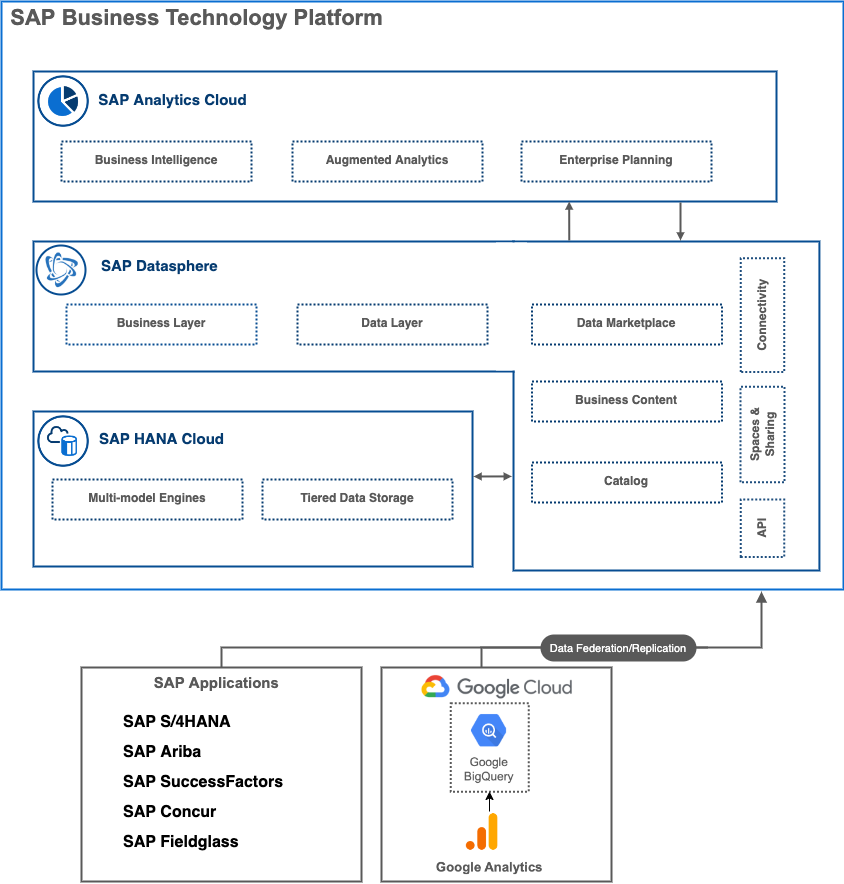 SAP Business Technology Platform
SAP Analytics Cloud
Business Intelligence
Augmented Analytics
Enterprise Planning
SAP Datasphere
Business Layer
Data Layer
Data Marketplace
Connectivity
Business Content
Spaces &
Sharing
Catalog
API
SAP HANA Cloud
Multi-model Engines
Tiered Data Storage
Data Federation/Replication
SAP Applications
SAP S/4HANA
SAP Ariba
SAP SuccessFactors
SAP Concur
SAP Fieldglass
Google Cloud
Google
BigQuery
Google Analytics